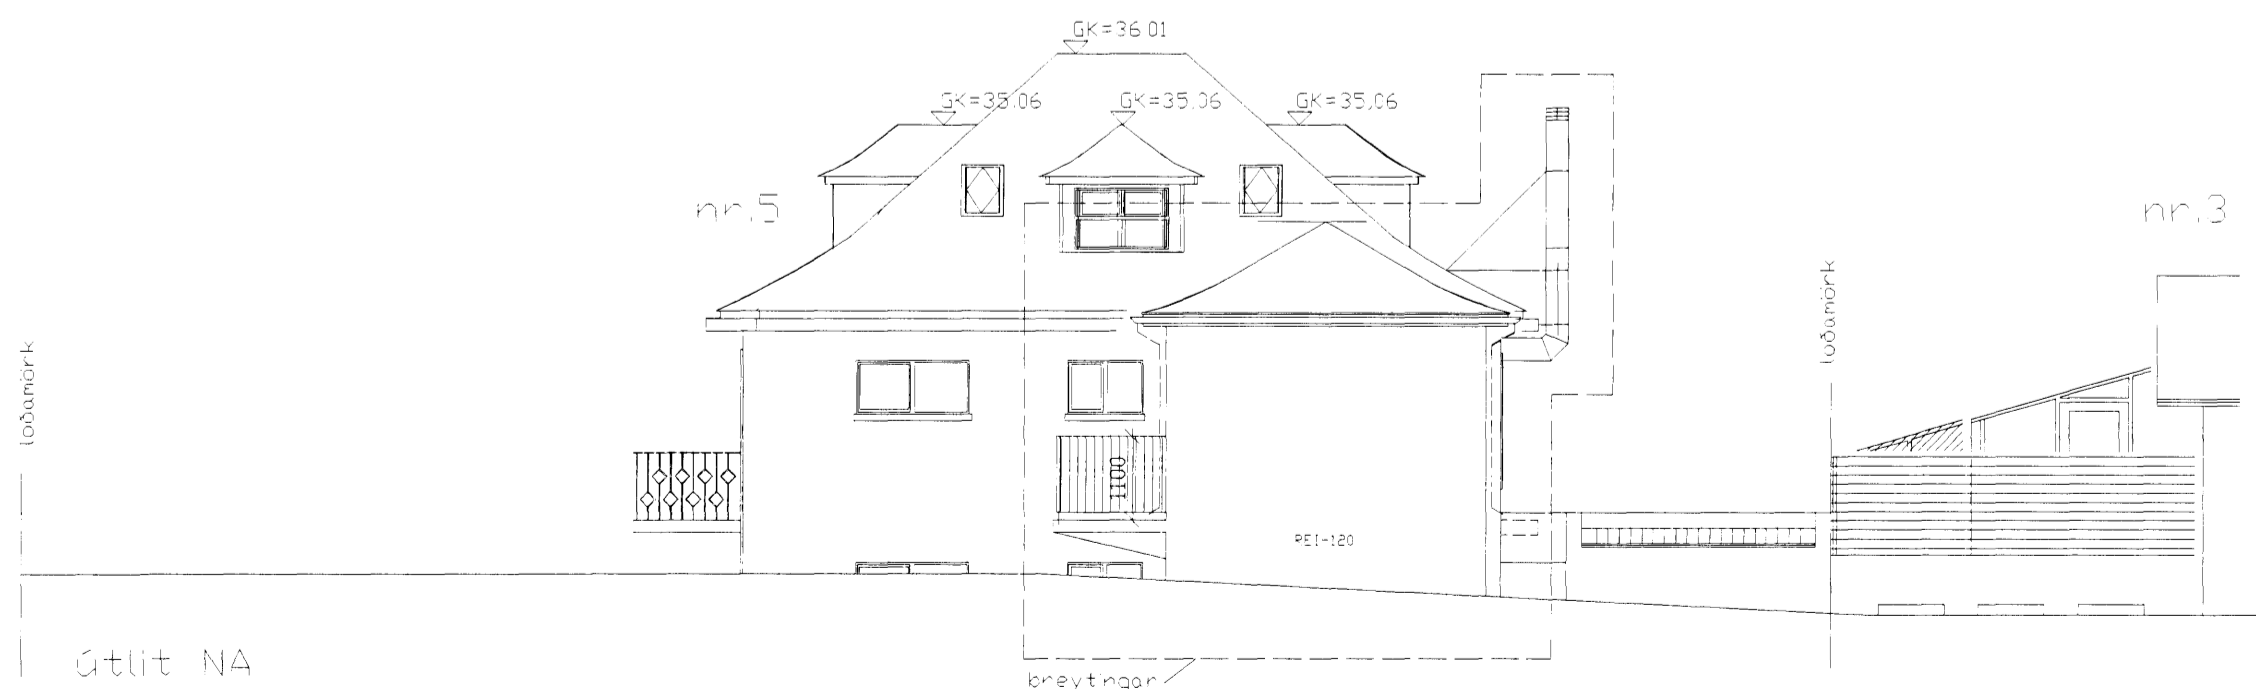 GK=36.01
GK=35.06
GK=35.06
GK=35,06
nr.5
nr.3
lóðamörk
lóðamörk
1100
REI-120
útlit NA
breytingar